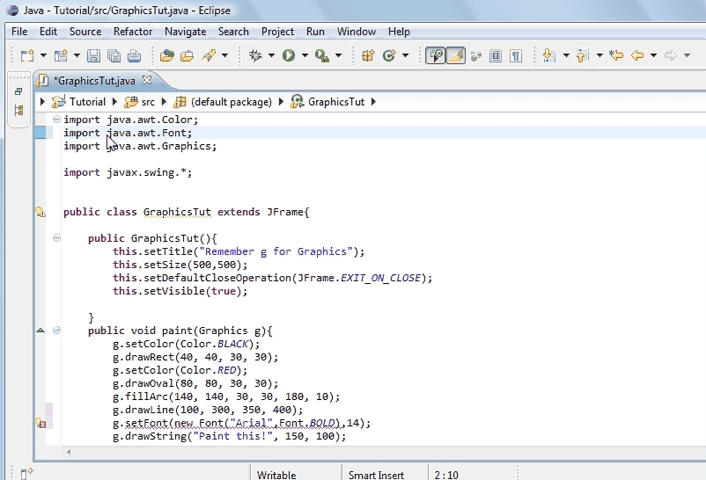 Java - Tutorial/src/GraphicsTut.java - Eclipse
File Edit Source Refactor Navigate Search Project Run Window Help
*GraphicsTut.java
Tutorial src (default package) GraphicsTut
import java.awt.Color;
import java.awt.Font;
import java.awt.Graphics;
import javax.swing.*;
public class GraphicsTut extends JFrame{
public GraphicsTut(){
this.setTitle("Remember g for Graphics");
this.setSize(500,500);
this.setDefaultCloseOperation(JFrame.EXIT_ON_CLOSE);
this.setVisible(true);
}
public void paint(Graphics g){
g.setColor(Color.BLACK);
g.drawRect(40, 40, 30, 30);
g.setColor(Color.RED);
g.drawOval(80, 80, 30, 30);
g.fillArc(140, 140, 30, 30, 180, 10);
g.drawLine(100, 300, 350, 400);
g.setFont(new Font("Arial",Font.BOLD),14);
g.drawString("Paint this!", 150, 100);
Writable Smart Insert 2:10